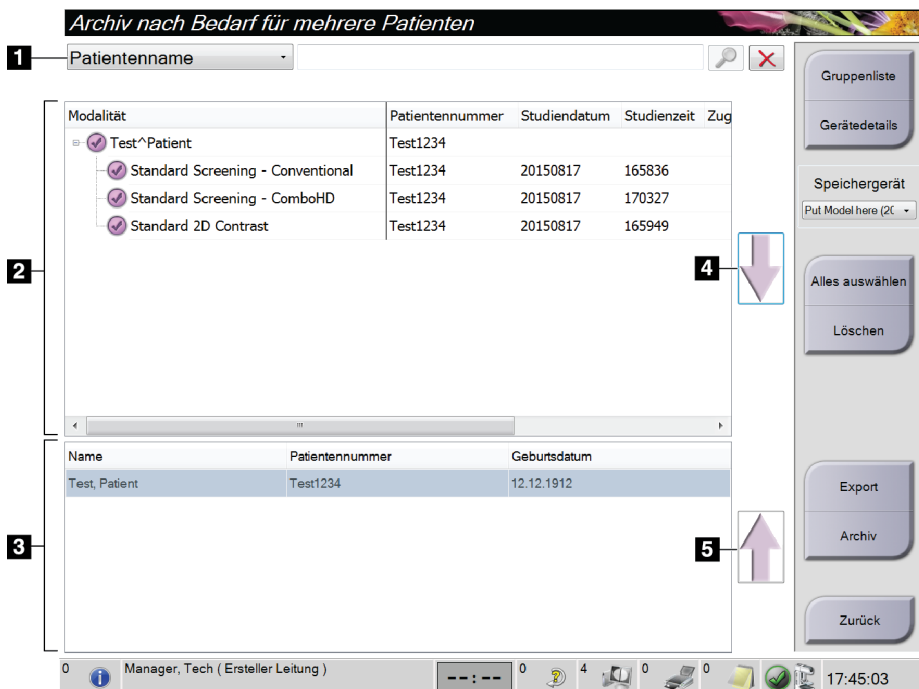 Archiv nach Bedarf für mehrere Patienten
1
Patientenname
Gruppenliste
Gerätedetails
Speichergerät
Put Model here (2(
Alles auswählen
Löschen
Export
Archiv
Zurück
2
Modalität Patientennummer Studiendatum Studienzeit Zug
Test^Patient Test1234
Standard Screening - Conventional Test1234 20150817 165836
Standard Screening - ComboHD Test1234 20150817 170327
Standard 2D Contrast Test1234 20150817 165949
4
3
Name Patientennummer Geburtsdatum
Test, Patient Test1234 12.12.1912
5
0 Manager, Tech ( Ersteller Leitung ) --:-- 0 4 0 0 17:45:03